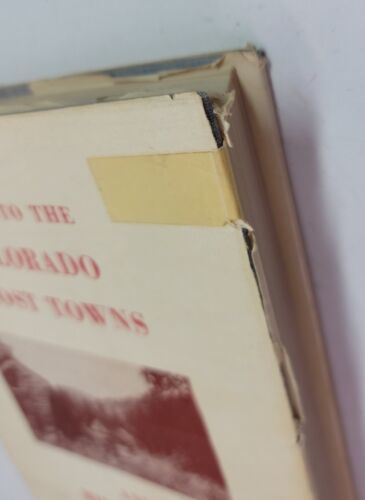 TO THE
LORADO
OST TOWNS